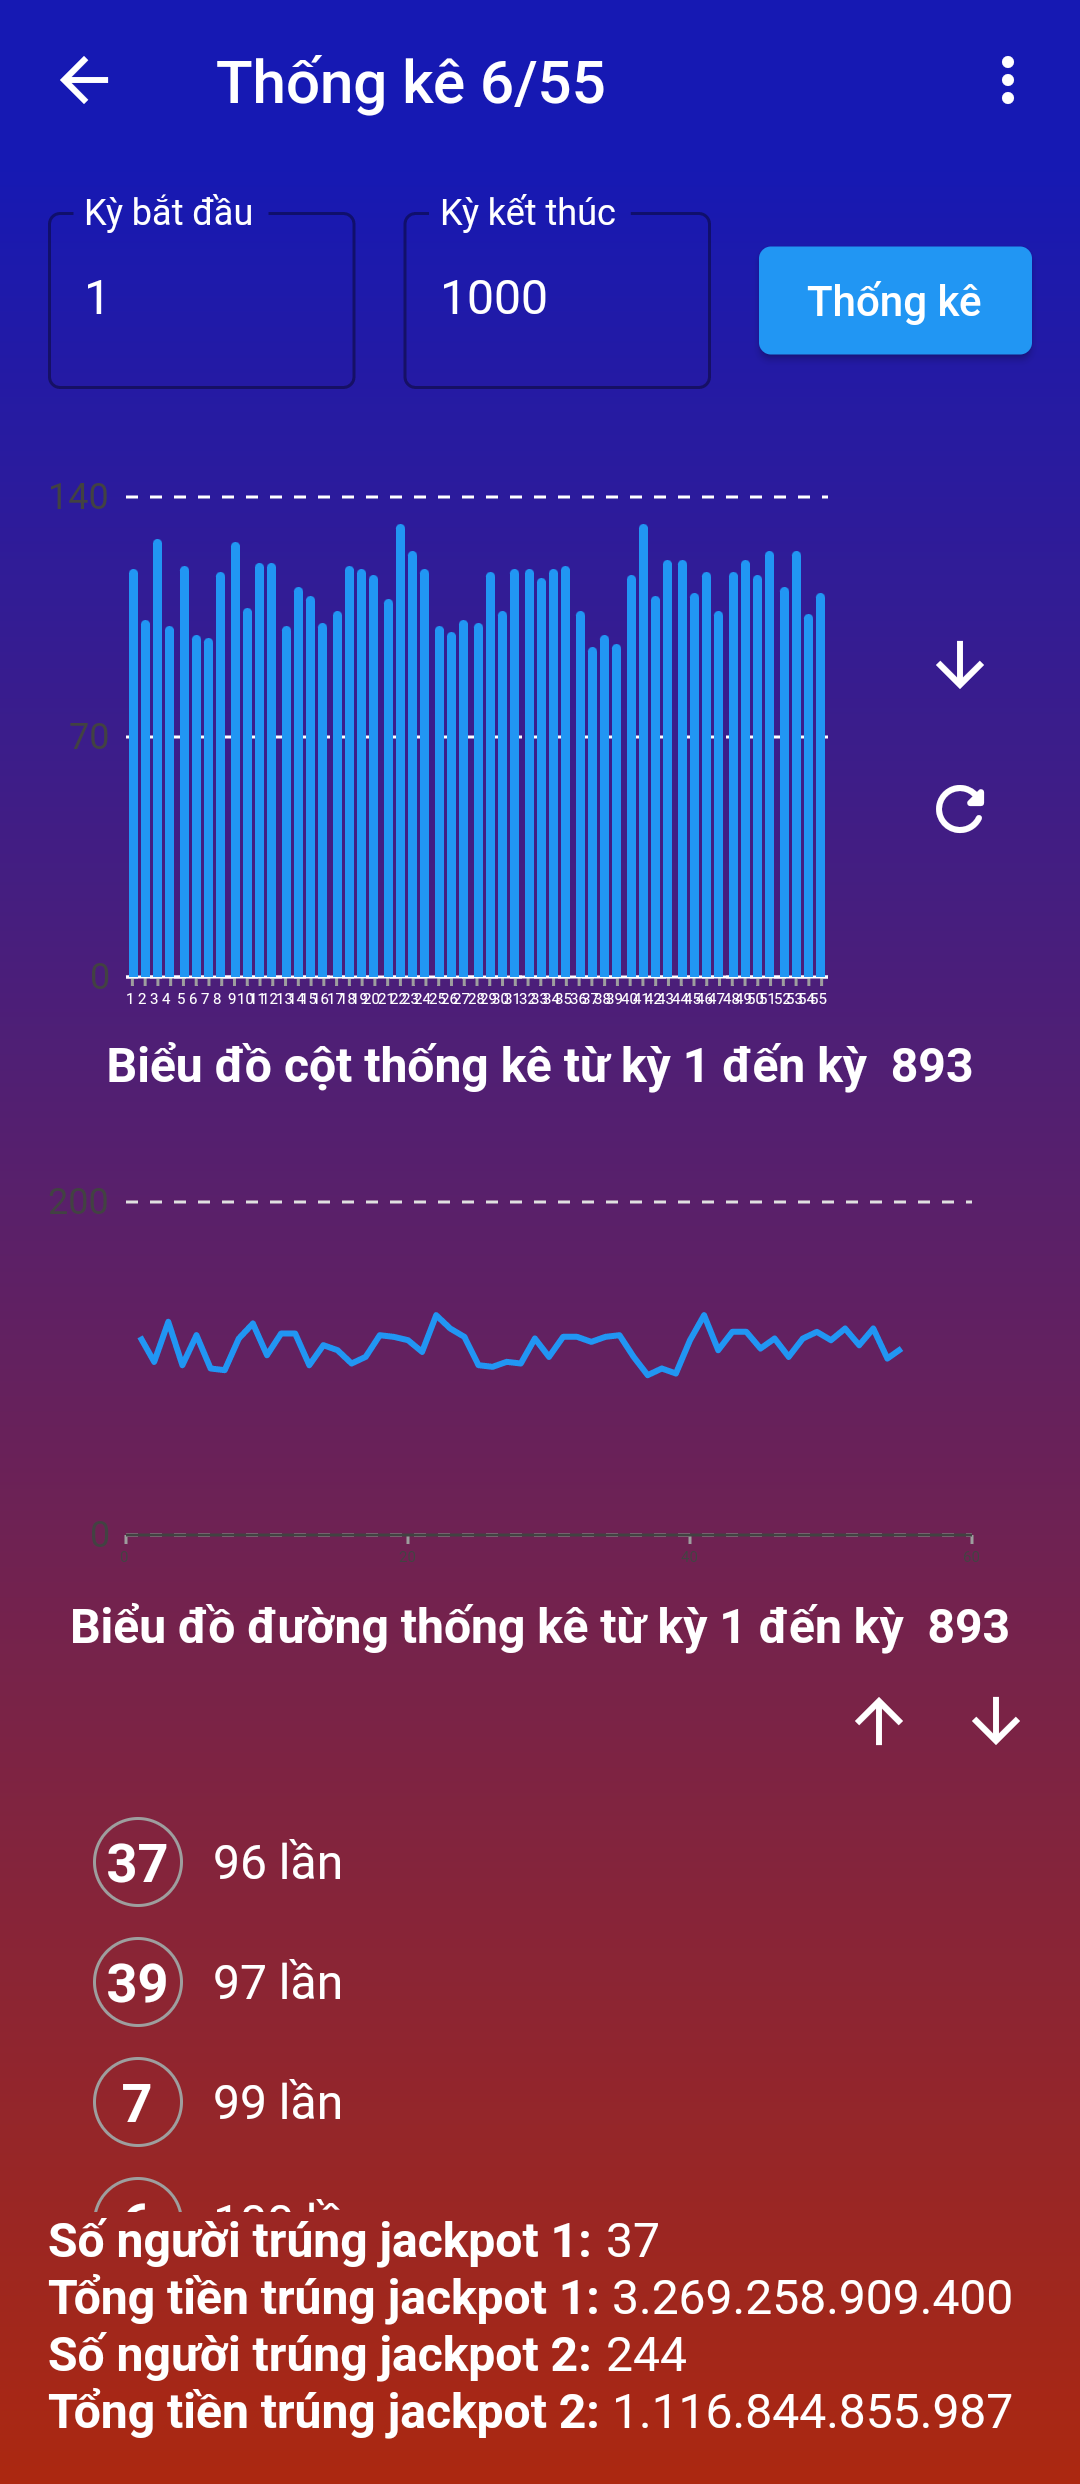 Thống kê 6/55
Kỳ bắt đầu
Kỳ kết thúc
1
1000
Thống kê
140
70
0
1 2 3 4 5 6 7 8 9 10 11 12 13 14 15 16 17 18 19 20 21 22 23 24 25 26 27 28 29 30 31 32 33 34 35 36 37 38 39 40 41 42 43 44 45 46 47 48 49 50 51 52 53 54 55
Biểu đồ cột thống kê từ kỳ 1 đến kỳ 893
200
0
Biểu đồ đường thống kê từ kỳ 1 đến kỳ 893
37 96 lần
39 97 lần
7 99 lần
Số người trúng jackpot 1: 37
Tổng tiền trúng jackpot 1: 3.269.258.909.400
Số người trúng jackpot 2: 244
Tổng tiền trúng jackpot 2: 1.116.844.855.987